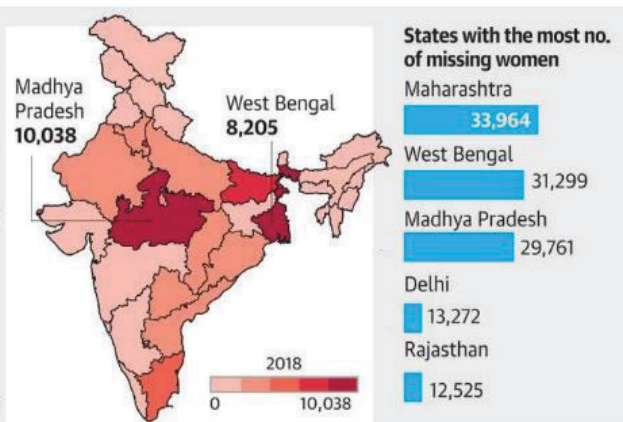 Madhya
Pradesh
10,038
West Bengal
8,205
2018
0
10,038
States with the most no.
of missing women
Maharashtra
33,964
West Bengal
31,299
Madhya Pradesh
29,761
Delhi
13,272
Rajasthan
12,525